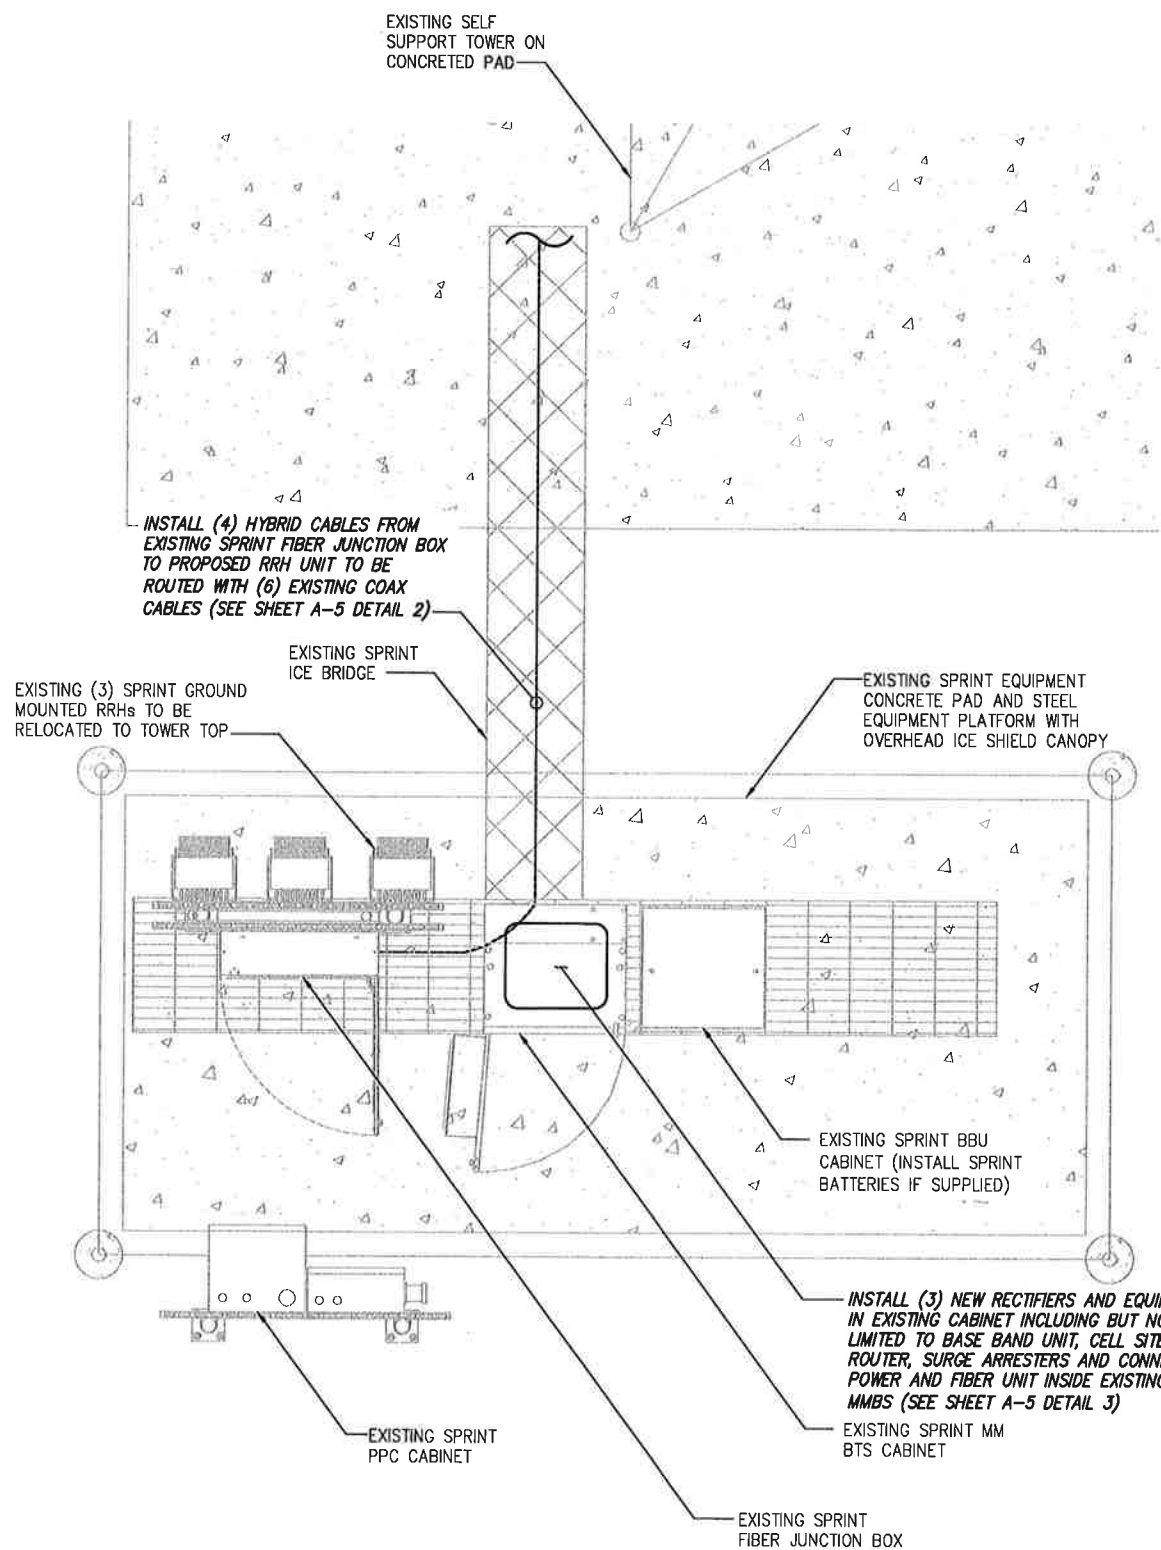 EXISTING SELF
SUPPORT TOWER ON
CONCRETED PAD
INSTALL (4) HYBRID CABLES FROM
EXISTING SPRINT FIBER JUNCTION BOX
TO PROPOSED RRH UNIT TO BE
ROUTED WITH (6) EXISTING COAX
CABLES (SEE SHEET A-5 DETAIL 2)
EXISTING SPRINT
ICE BRIDGE
EXISTING (3) SPRINT GROUND
MOUNTED RRHs TO BE
RELOCATED TO TOWER TOP
EXISTING SPRINT EQUIPMENT
CONCRETE PAD AND STEEL
EQUIPMENT PLATFORM WITH
OVERHEAD ICE SHIELD CANOPY
EXISTING SPRINT BBU
CABINET (INSTALL SPRINT
BATTERIES IF SUPPLIED)
INSTALL (3) NEW RECTIFIERS AND
IN EXISTING CABINET INCLUDING BUT
LIMITED TO BASE BAND UNIT, CELL SITE
ROUTER, SURGE ARRESTERS AND
POWER AND FIBER UNIT INSIDE EXISTING
MMBS (SEE SHEET A-5 DETAIL 3)
EXISTING SPRINT MM
BTS CABINET
EXISTING SPRINT
PPC CABINET
EXISTING SPRINT
FIBER JUNCTION BOX